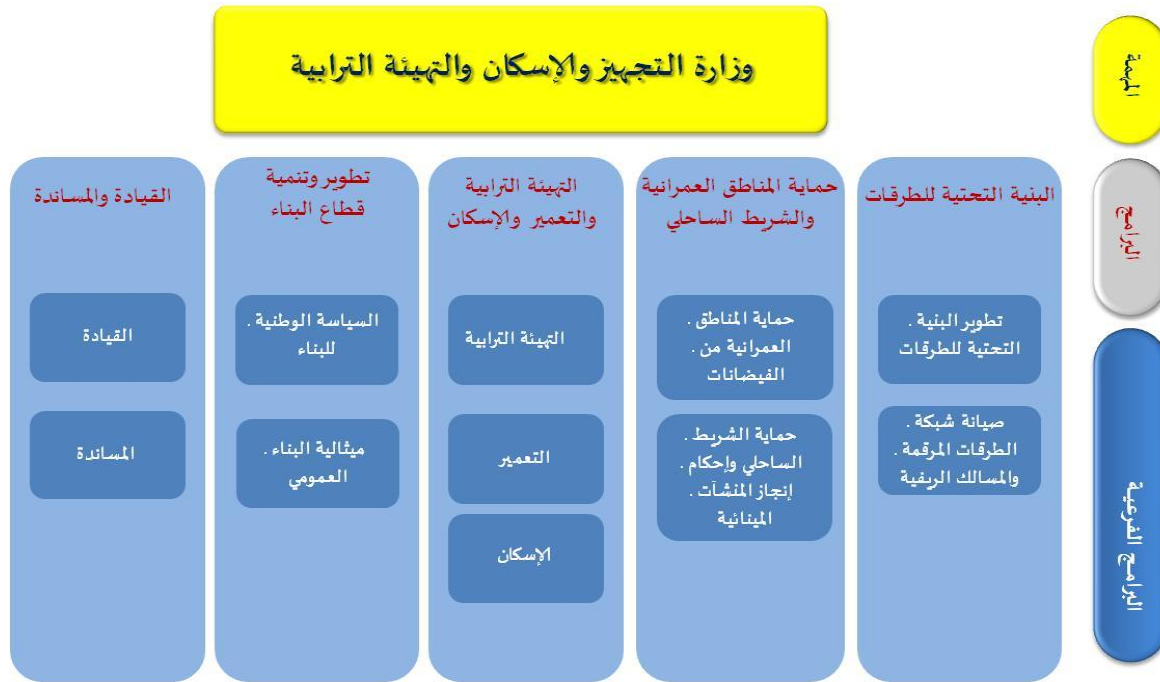 وزارة التجهيز والإسكان والتهيئة الترابية
المهمة
البرامج
البرامج الفرعية
البنية التحتية للطرقات
تطوير البنية .
التحتية للطرقات
صيانة شبكة .
الطرقات المرقمة .
والمسالك الريفية
حماية المناطق العمرانية
والشريط الساحلي
حماية المناطق .
العمرانية من .
الفيضانات
حماية الشريط .
الساحلي وإحكام .
إنجاز المنشآت .
المينائية
التهيئة الترابية
والتعمير والإسكان
التهيئة الترابية
التعمير
الإسكان
تطوير وتنمية
قطاع البناء
السياسة الوطنية .
للبناء
ميثالية البناء .
العمومي
القيادة والمساندة
القيادة
المساندة